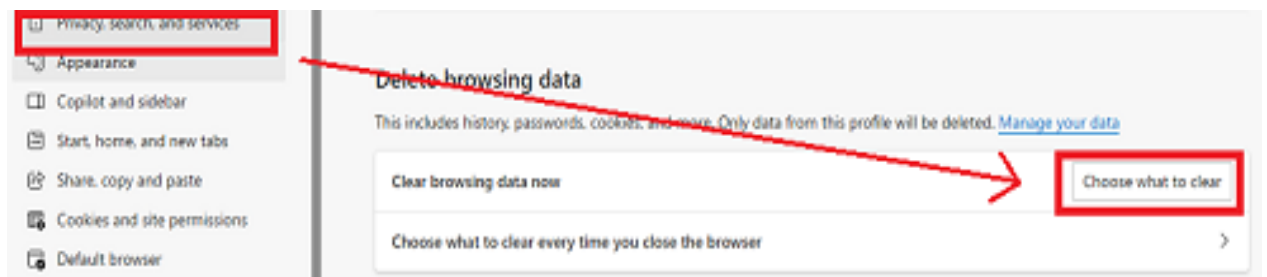 Privacy, search, and services
Appearance
Copilot and sidebar
Start, home, and new tabs
Share, copy and paste
Cookies and site permissions
Default browser
Delete browsing data
This includes history, passwords, cookies, and more. Only data from this profile will be deleted. Manage your data
Clear browsing data now
Choose what to clear
Choose what to clear every time you close the browser